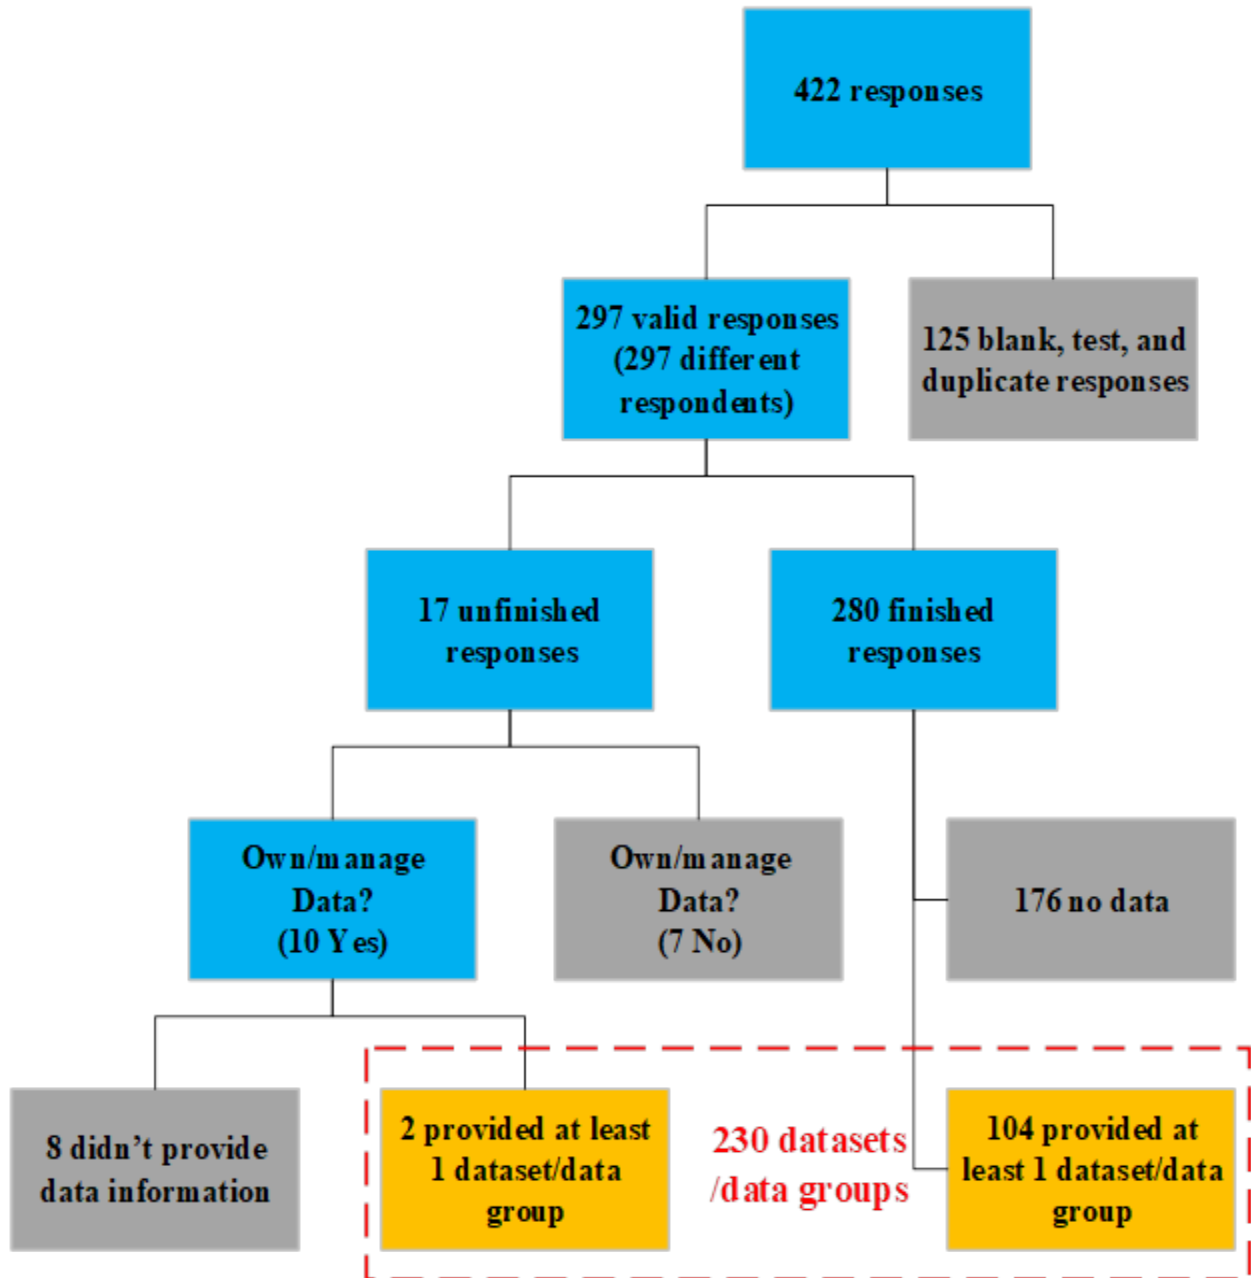 422 responses
297 valid responses
(297 different
respondents)
125 blank, test, and
duplicate responses
17 unfinished
responses
280 finished
responses
Own/manage
Data?
(10 Yes)
Own/manage
Data?
(7 No)
176 no data
8 didn’t provide
data information
2 provided at least
1 dataset/data
group
230 datasets
/data groups
104 provided at
least 1 dataset/data
group